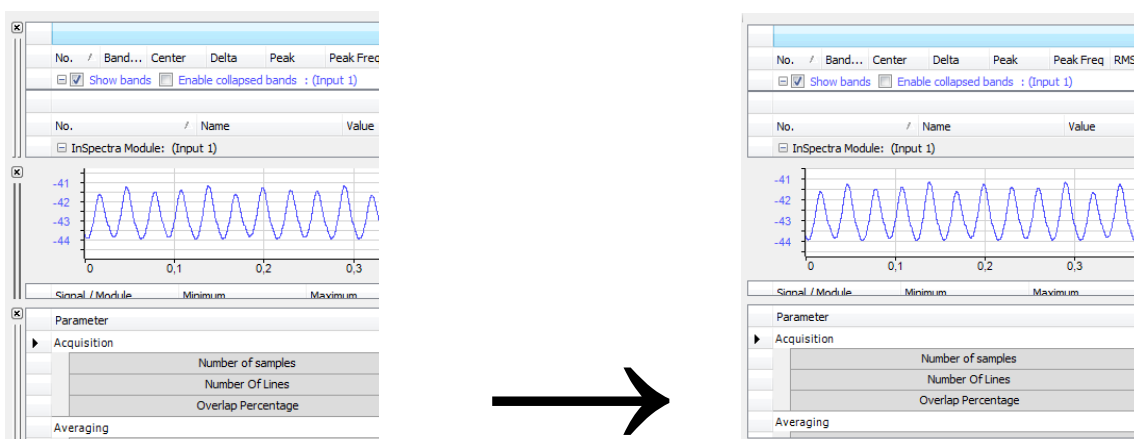 No. / Band... Center Delta Peak Peak Freq
Show bands Enable collapsed bands : (Input 1)
No. / Name Value
InSpectra Module: (Input 1)
-41
-42
-43
-44
0 0,1 0,2 0,3
Signal / Module Minimum Maximum
Parameter
Acquisition
Number of samples
Number Of Lines
Overlap Percentage
Averaging
No. / Band... Center Delta Peak Peak Freq RMS
Show bands Enable collapsed bands : (Input 1)
No. / Name Value
InSpectra Module: (Input 1)
-41
-42
-43
-44
0 0,1 0,2 0,3
Signal / Module Minimum Maximum
Parameter
Acquisition
Number of samples
Number Of Lines
Overlap Percentage
Averaging